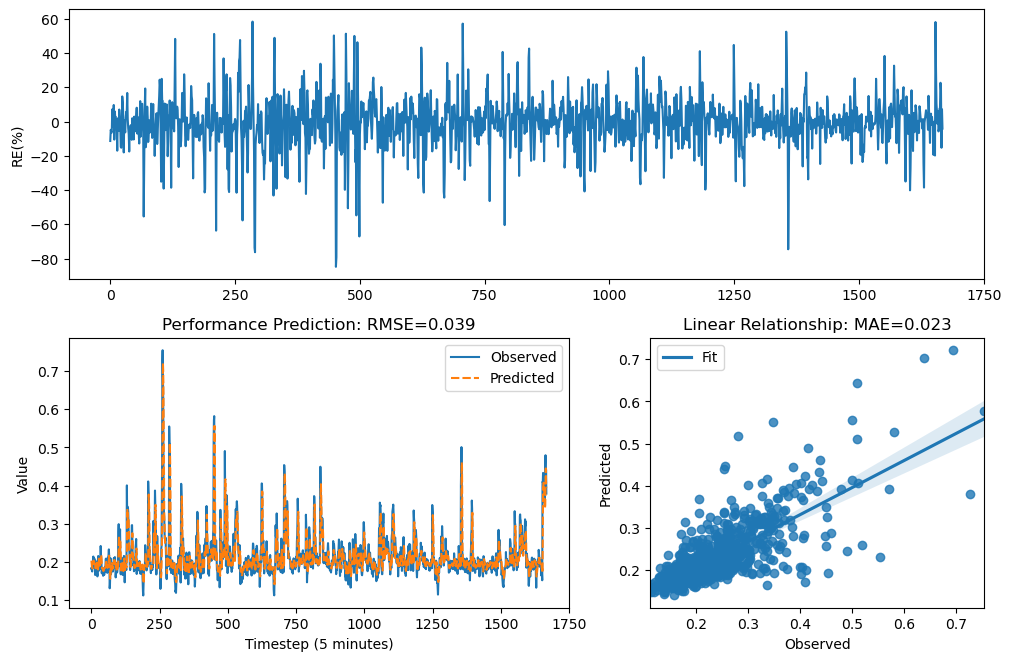 60
40
20
0
−20
−40
−60
−80
RE(%)
0 250 500 750 1000 1250 1500 1750
Performance Prediction: RMSE=0.039
Observed
Predicted
0.7
0.6
0.5
0.4
0.3
0.2
0.1
Value
0 250 500 750 1000 1250 1500 1750
Timestep (5 minutes)
Linear Relationship: MAE=0.023
Fit
0.7
0.6
0.5
0.4
0.3
0.2
Predicted
0.2 0.3 0.4 0.5 0.6 0.7
Observed